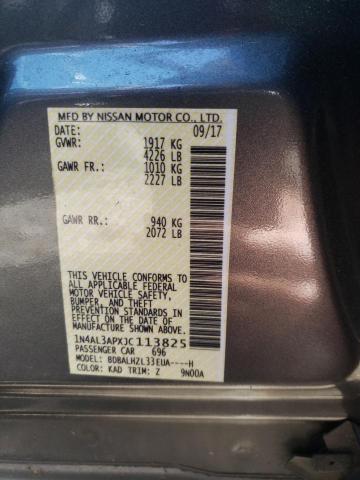 MFD BY NISSAN MOTOR CO., LTD.
DATE: 09/17
GVWR: 1917 KG
4226 LB
GAWR FR.: 1010 KG
2227 LB
GAWR RR.: 940 KG
2072 LB
THIS VEHICLE CONFORMS TO
ALL APPLICABLE FEDERAL
MOTOR VEHICLE SAFETY,
BUMPER, AND THEFT
PREVENTION STANDARDS IN
EFFECT ON THE DATE OF
MANUFACTURE SHOWN ABOVE.
1N4AL3APXJC113825
PASSENGER CAR 696
MODEL: BDBALHZL33EUA----H
COLOR: KAD TRIM: Z 9N00A